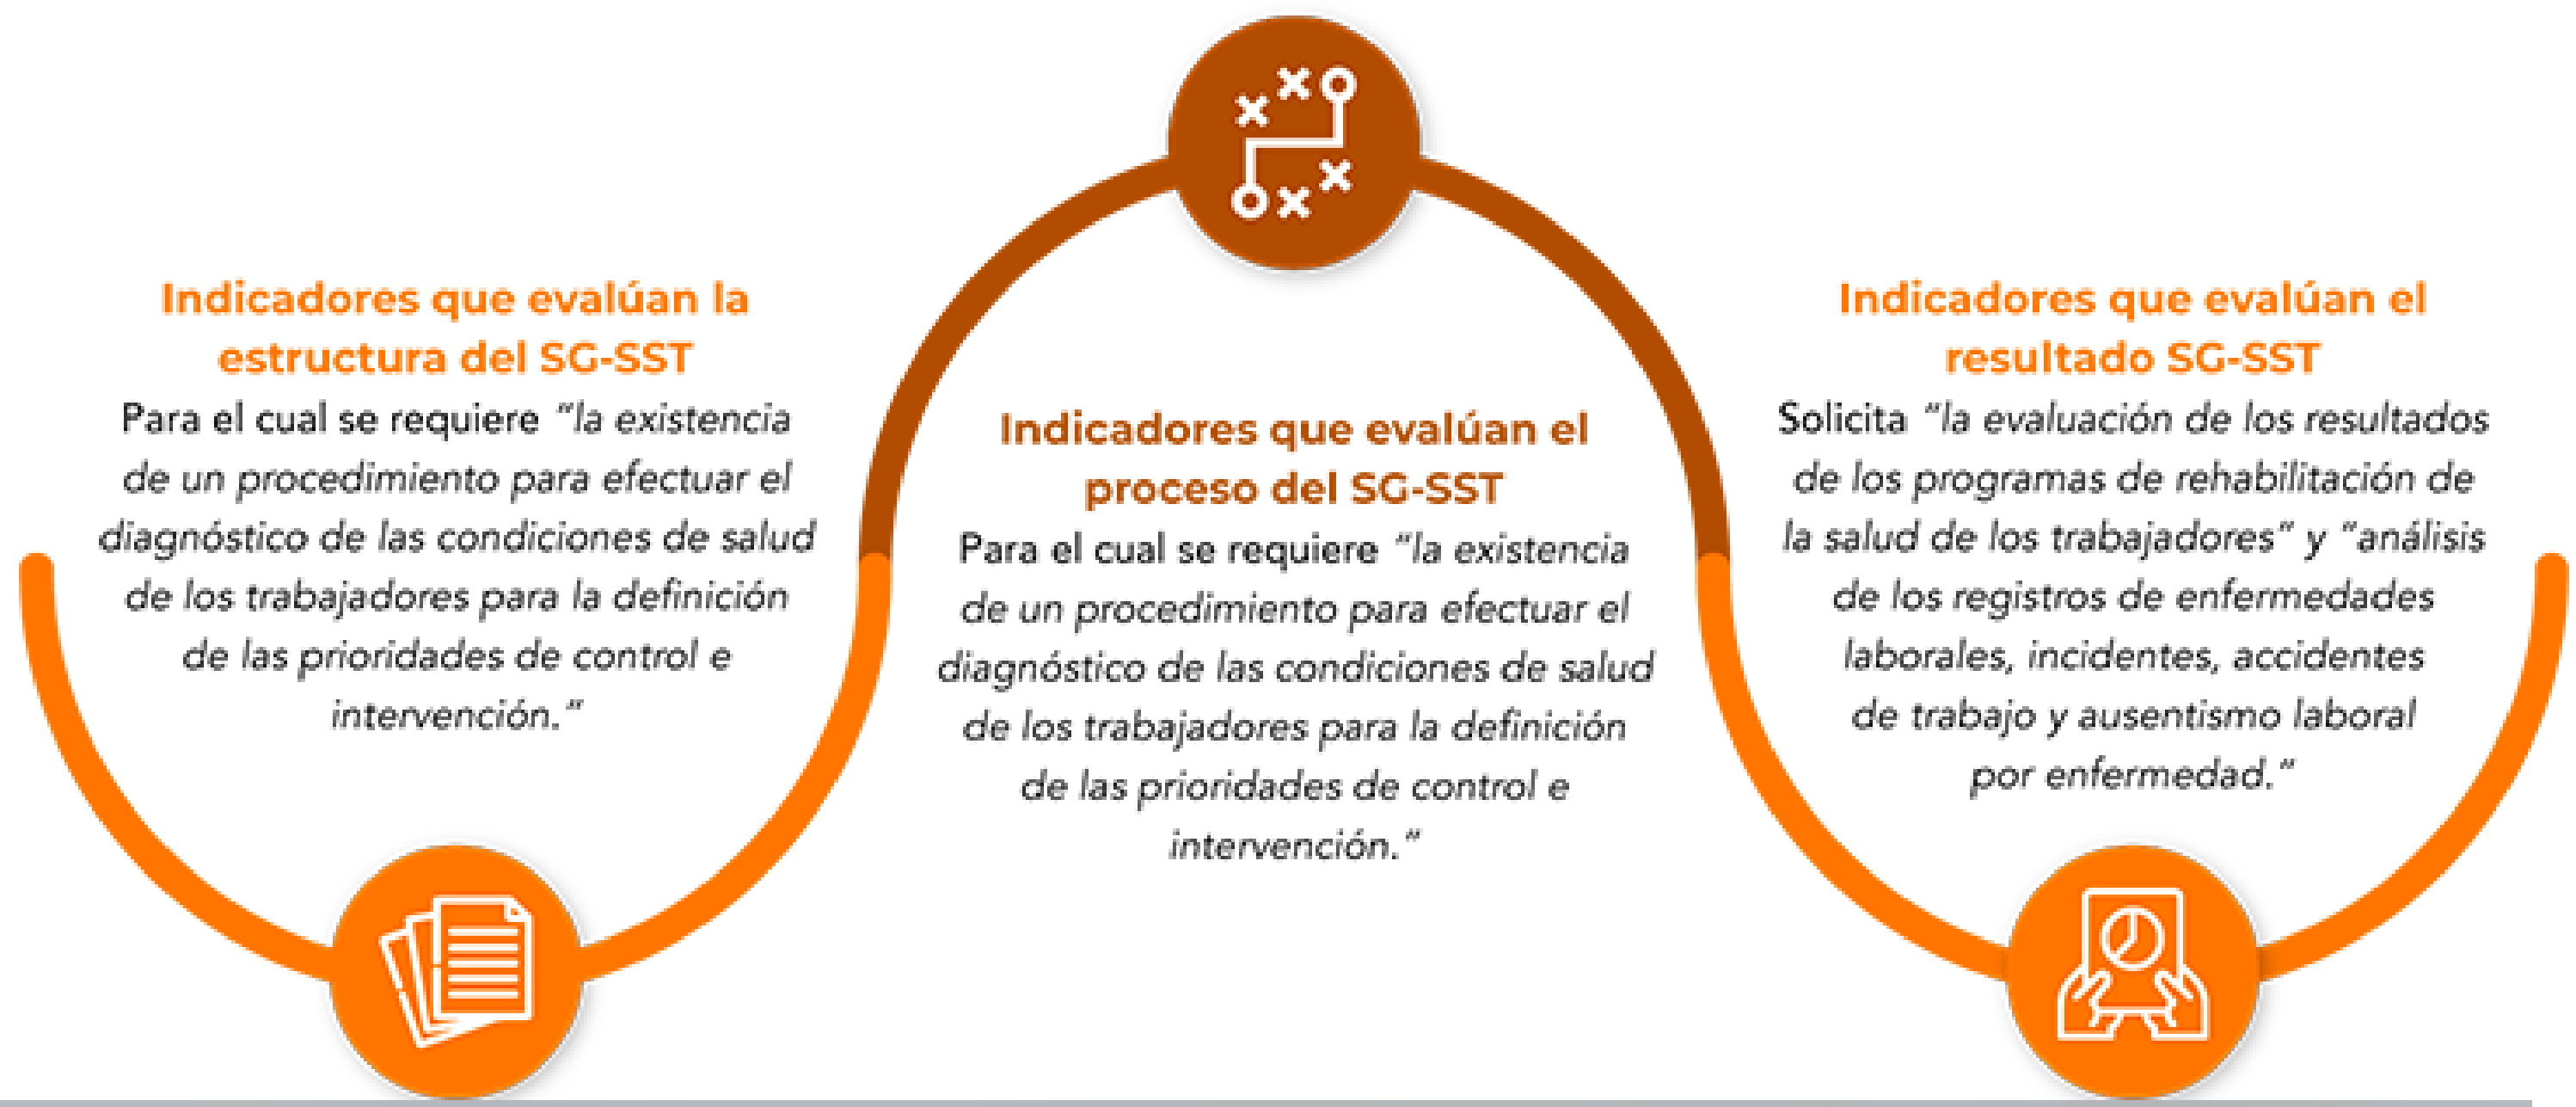 Indicadores que evalúan la
estructura del SG-SST
Para el cual se requiere “la existencia
de un procedimiento para efectuar el
diagnóstico de las condiciones de salud
de los trabajadores para la definición
de las prioridades de control e
intervención.”
Indicadores que evalúan el
proceso del SG-SST
Para el cual se requiere “la existencia
de un procedimiento para efectuar el
diagnóstico de las condiciones de salud
de los trabajadores para la definición
de las prioridades de control e
intervención.”
Indicadores que evalúan el
resultado SG-SST
Solicita “la evaluación de los resultados
de los programas de rehabilitación de
la salud de los trabajadores” y “análisis
de los registros de enfermedades
laborales, incidentes, accidentes
de trabajo y ausentismo laboral
por enfermedad.”